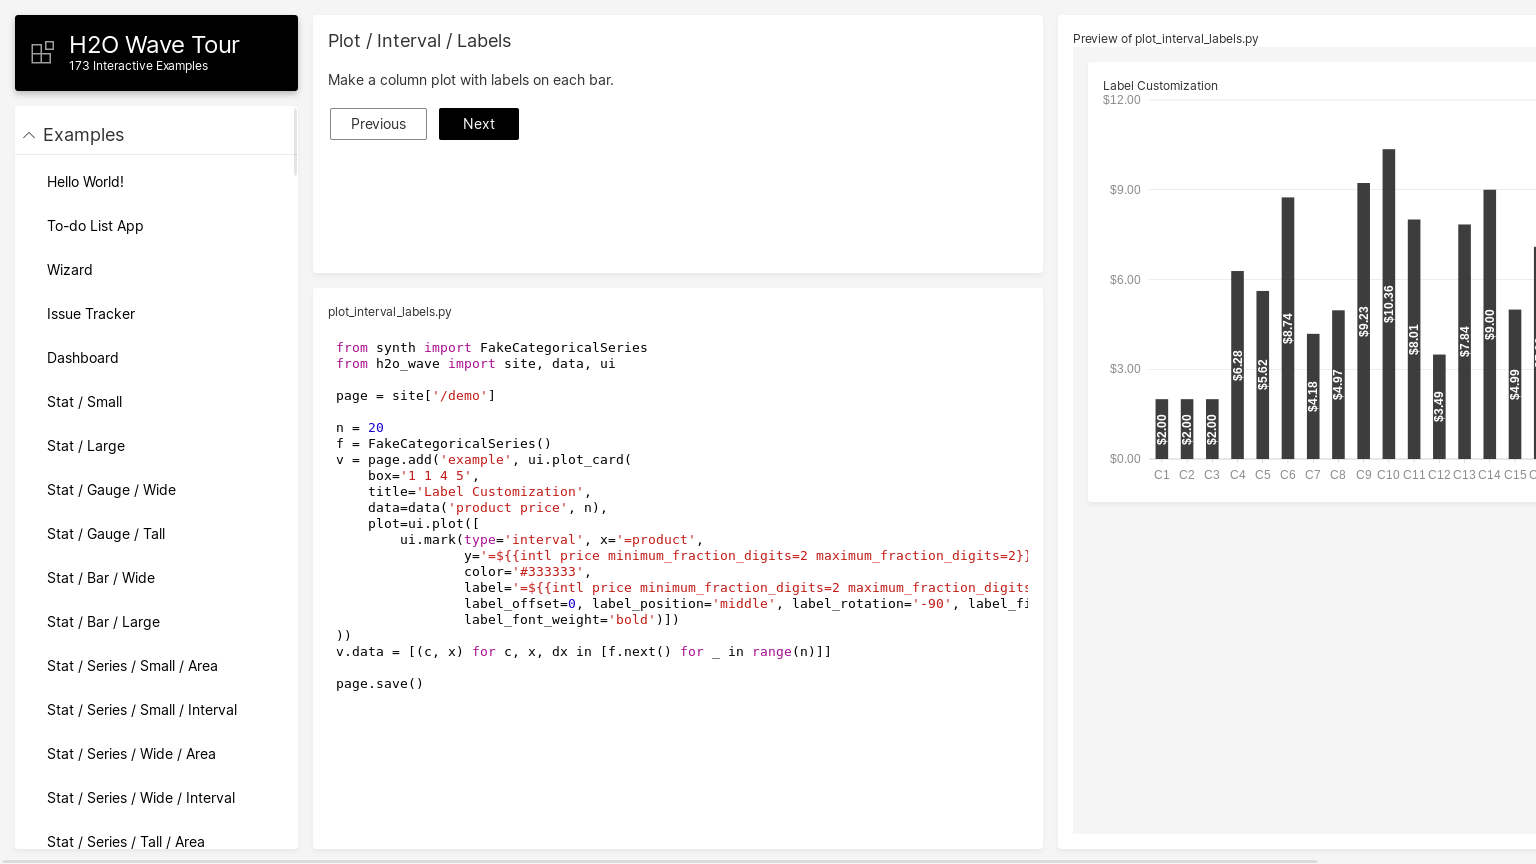 H2O Wave Tour
173 Interactive Examples
Examples
Hello World!
To-do List App
Wizard
Issue Tracker
Dashboard
Stat / Small
Stat / Large
Stat / Gauge / Wide
Stat / Gauge / Tall
Stat / Bar / Wide
Stat / Bar / Large
Stat / Series / Small / Area
Stat / Series / Small / Interval
Stat / Series / Wide / Area
Stat / Series / Wide / Interval
Stat / Series / Tall / Area
Plot / Interval / Labels
Make a column plot with labels on each bar.
Previous
Next
plot_interval_labels.py
from synth import FakeCategoricalSeries
from h2o_wave import site, data, ui
page = site['/demo']
n = 20
f = FakeCategoricalSeries()
v = page.add('example', ui.plot_card(
box='1 1 4 5',
title='Label Customization',
data=data('product price', n),
plot=ui.plot([
ui.mark(type='interval', x='=product',
y='=${{intl price minimum_fraction_digits=2 maximum_fraction_digits=2}}
color='#333333',
label='=${{intl price minimum_fraction_digits=2 maximum_fraction_digits
label_offset=0, label_position='middle', label_rotation='-90', label_fi
label_font_weight='bold')])
))
v.data = [(c, x) for c, x, dx in [f.next() for _ in range(n)]]
page.save()
Preview of plot_interval_labels.py
Label Customization
$12.00
$9.00
$6.00
$3.00
$0.00
$2.00
$2.00
$2.00
$6.28
$5.62
$8.74
$4.18
$4.97
$9.23
$10.36
$8.01
$3.49
$7.84
$9.00
$4.99
C1 C2 C3 C4 C5 C6 C7 C8 C9 C10 C11 C12 C13 C14 C15